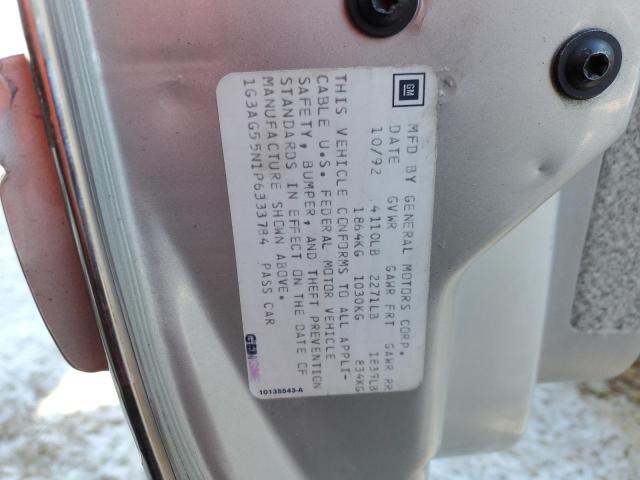 GM
MFD BY GENERAL MOTORS CORP.
DATE GVWR GAWR FRT GAWR RR
10/92 4110LB 2271LB 1839LB
1864KG 1030KG 834KG
THIS VEHICLE CONFORMS TO ALL APPLI-
CABLE U.S. FEDERAL MOTOR VEHICLE
SAFETY, BUMPER, AND THEFT PREVENTION
STANDARDS IN EFFECT ON THE DATE OF
MANUFACTURE SHOWN ABOVE.
1G3AG55N1P6333784 PASS CAR
10135543-A